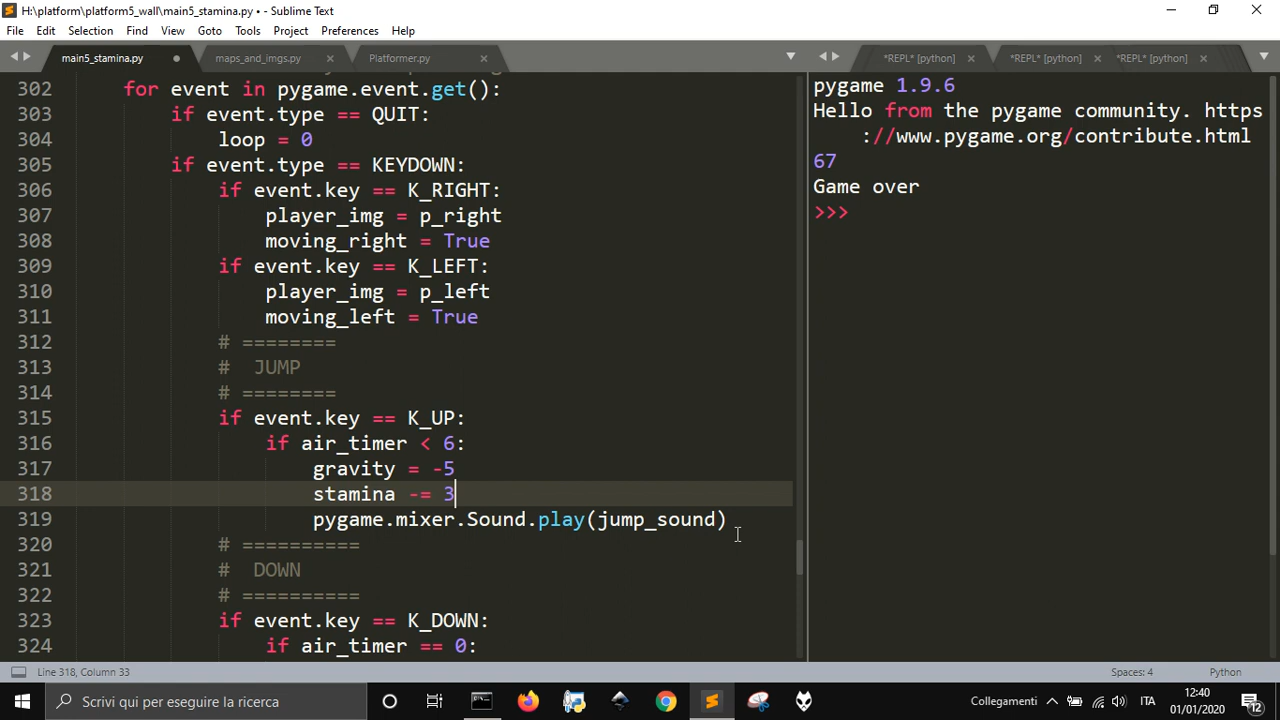 H:\platform\platform5_wall\main5_stamina.py • - Sublime Text
File Edit Selection Find View Goto Tools Project Preferences Help
main5_stamina.py maps_and_imgs.py Platformer.py *REPL* [python] *REPL* [python] *REPL* [python]
302 for event in pygame.event.get():
303 if event.type == QUIT:
304 loop = 0
305 if event.type == KEYDOWN:
306 if event.key == K_RIGHT:
307 player_img = p_right
308 moving_right = True
309 if event.key == K_LEFT:
310 player_img = p_left
311 moving_left = True
312 # ========
313 # JUMP
314 # ========
315 if event.key == K_UP:
316 if air_timer < 6:
317 gravity = -5
318 stamina -= 3
319 pygame.mixer.Sound.play(jump_sound)
320 # ==========
321 # DOWN
322 # ==========
323 if event.key == K_DOWN:
324 if air_timer == 0:
pygame 1.9.6
Hello from the pygame community. https
://www.pygame.org/contribute.html
67
Game over
>>>
Line 318, Column 33 Spaces: 4 Python
Scrivi qui per eseguire la ricerca Collegamenti ITA 12:40
01/01/2020 12